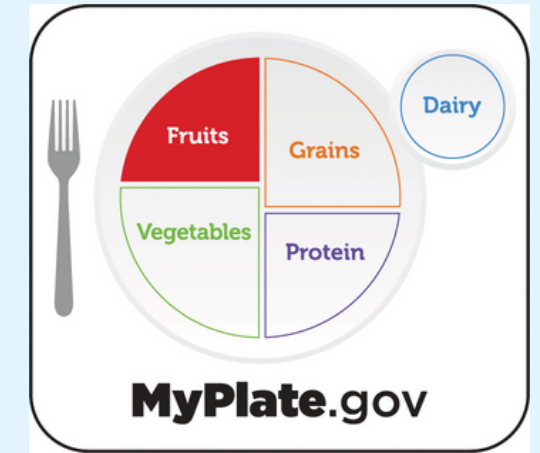 Dairy
Fruits
Grains
Vegetables
Protein
MyPlate.gov